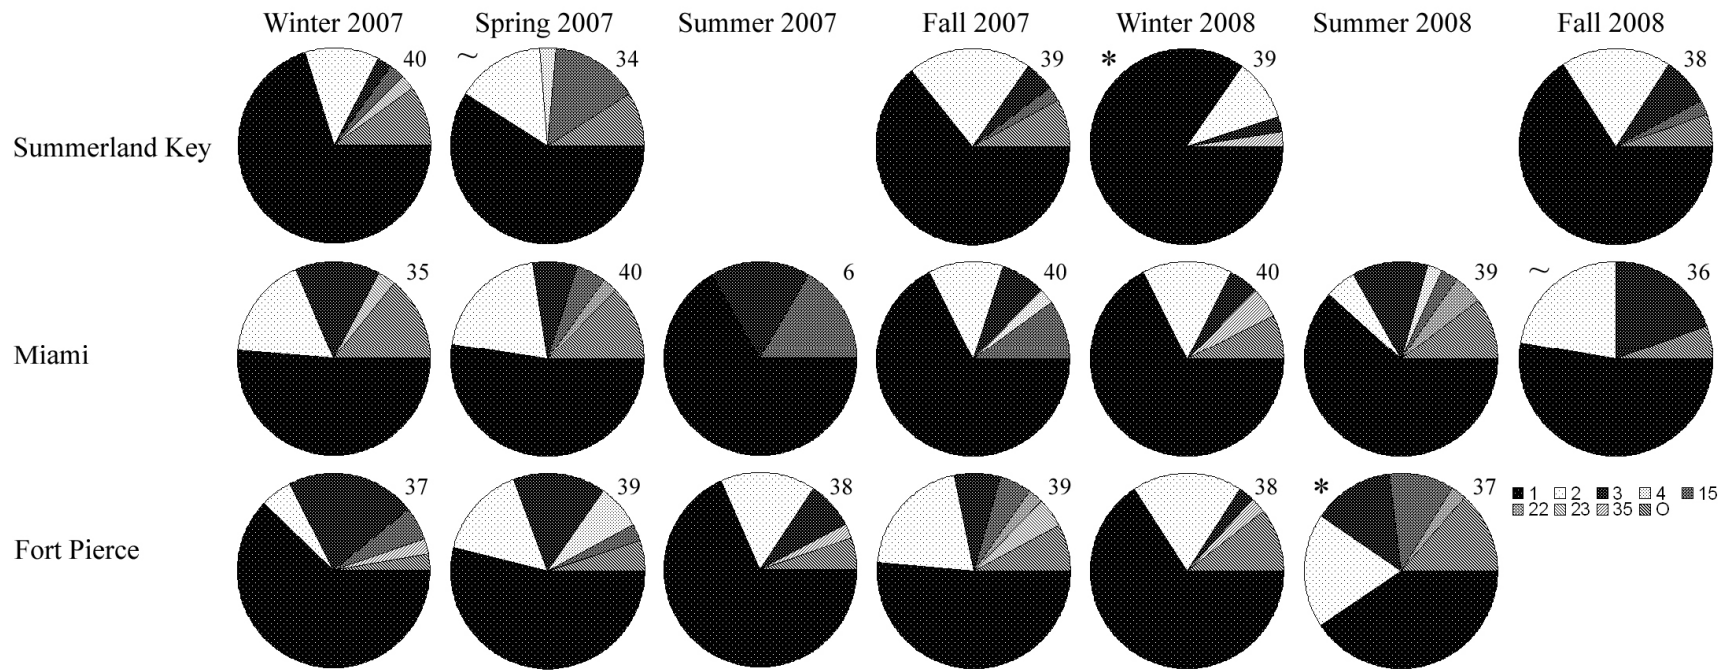 Winter 2007 Spring 2007 Summer 2007 Fall 2007 Winter 2008 Summer 2008 Fall 2008
40 ~ 34 39 * 39 38
Summerland Key
35 40 6 40 40 39 ~ 36
Miami
37 39 38 39 38 * 37
1 2 3 4 15
22 23 35 O
Fort Pierce